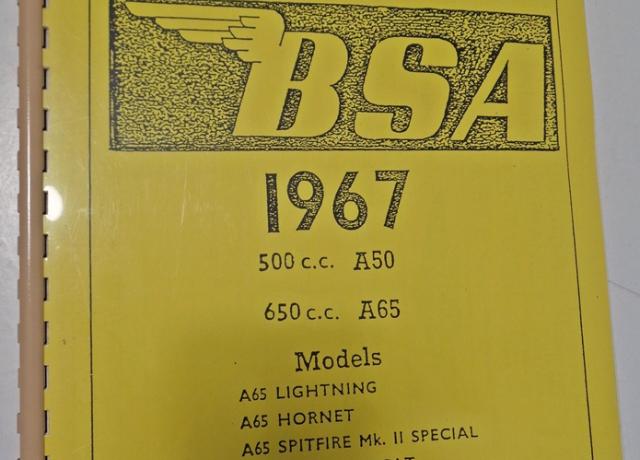 BSA
1967
500 c.c. A50
650 c.c. A65
Models
A65 LIGHTNING
A65 HORNET
A65 SPITFIRE Mk. II SPECIAL